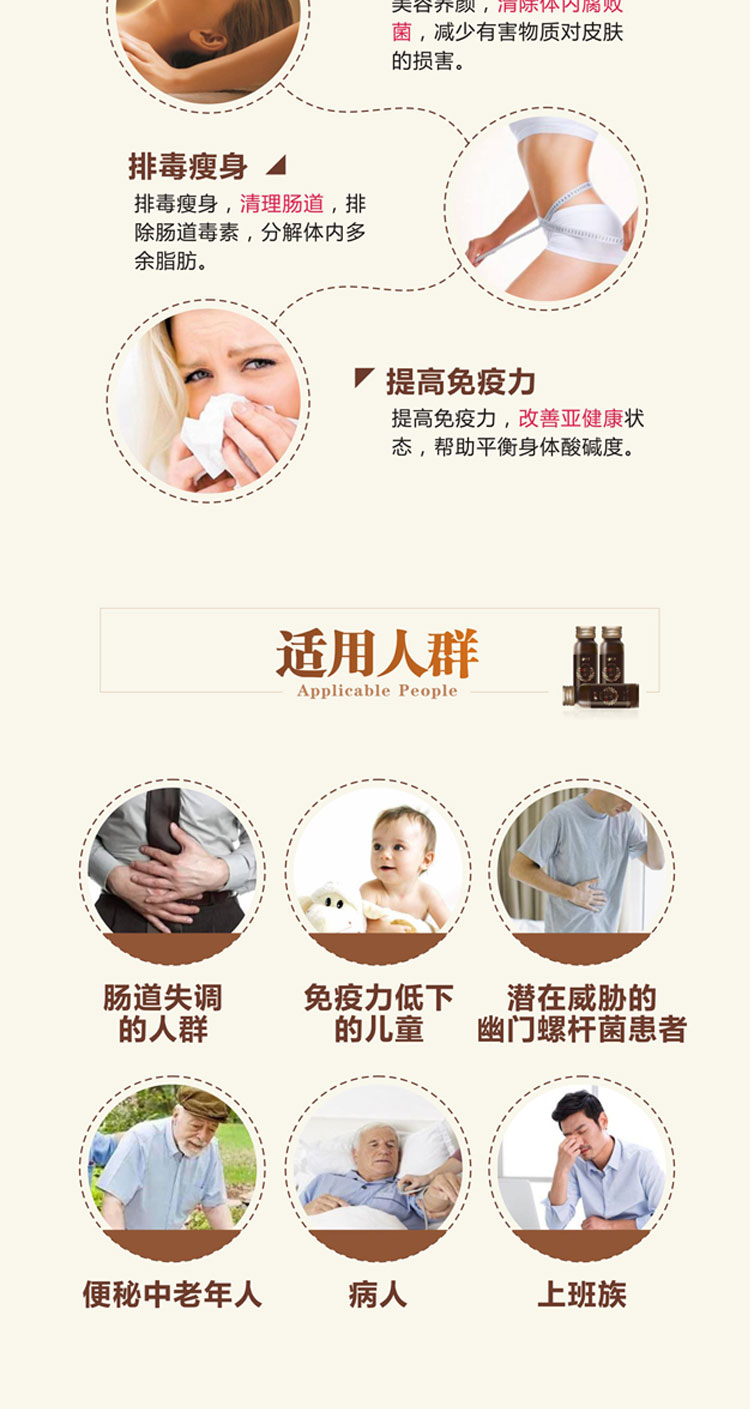 美容养颜，清除体内腐败
菌，减少有害物质对皮肤
的损害。
排毒瘦身
排毒瘦身，清理肠道，排
除肠道毒素，分解体内多
余脂肪。
提高免疫力
提高免疫力，改善亚健康状
态，帮助平衡身体酸碱度。
适用人群
Applicable People
肠道失调
的人群
免疫力低下
的儿童
潜在威胁的
幽门螺杆菌患者
便秘中老年人
病人
上班族